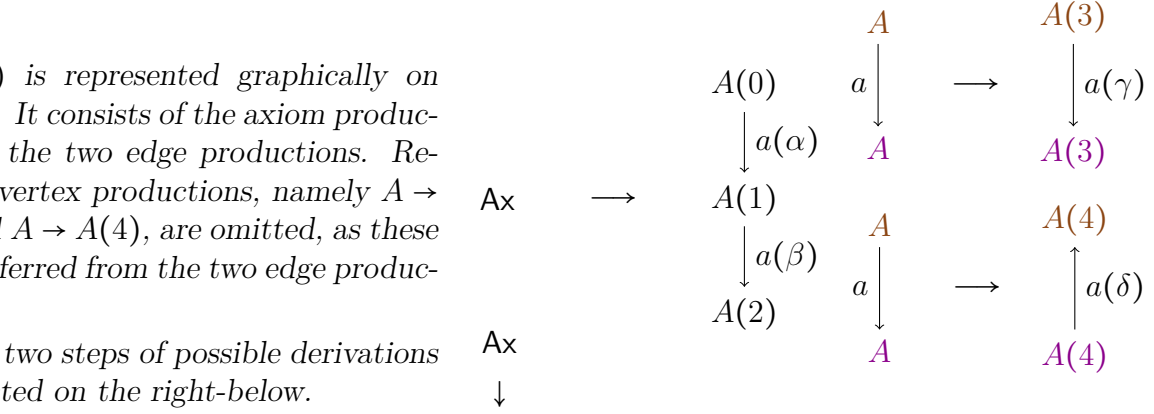 ) is represented graphically on
It consists of the axiom produc-
the two edge productions. Re-
vertex productions, namely A →
A → A(4), are omitted, as these
ferred from the two edge produc-
two steps of possible derivations
ted on the right-below.
Ax → A(0)
a(α)
A(1)
a(β)
A(2)
A → A(3)
a a(γ)
A A(3)
A → A(4)
a a(δ)
A A(4)
Ax
↓